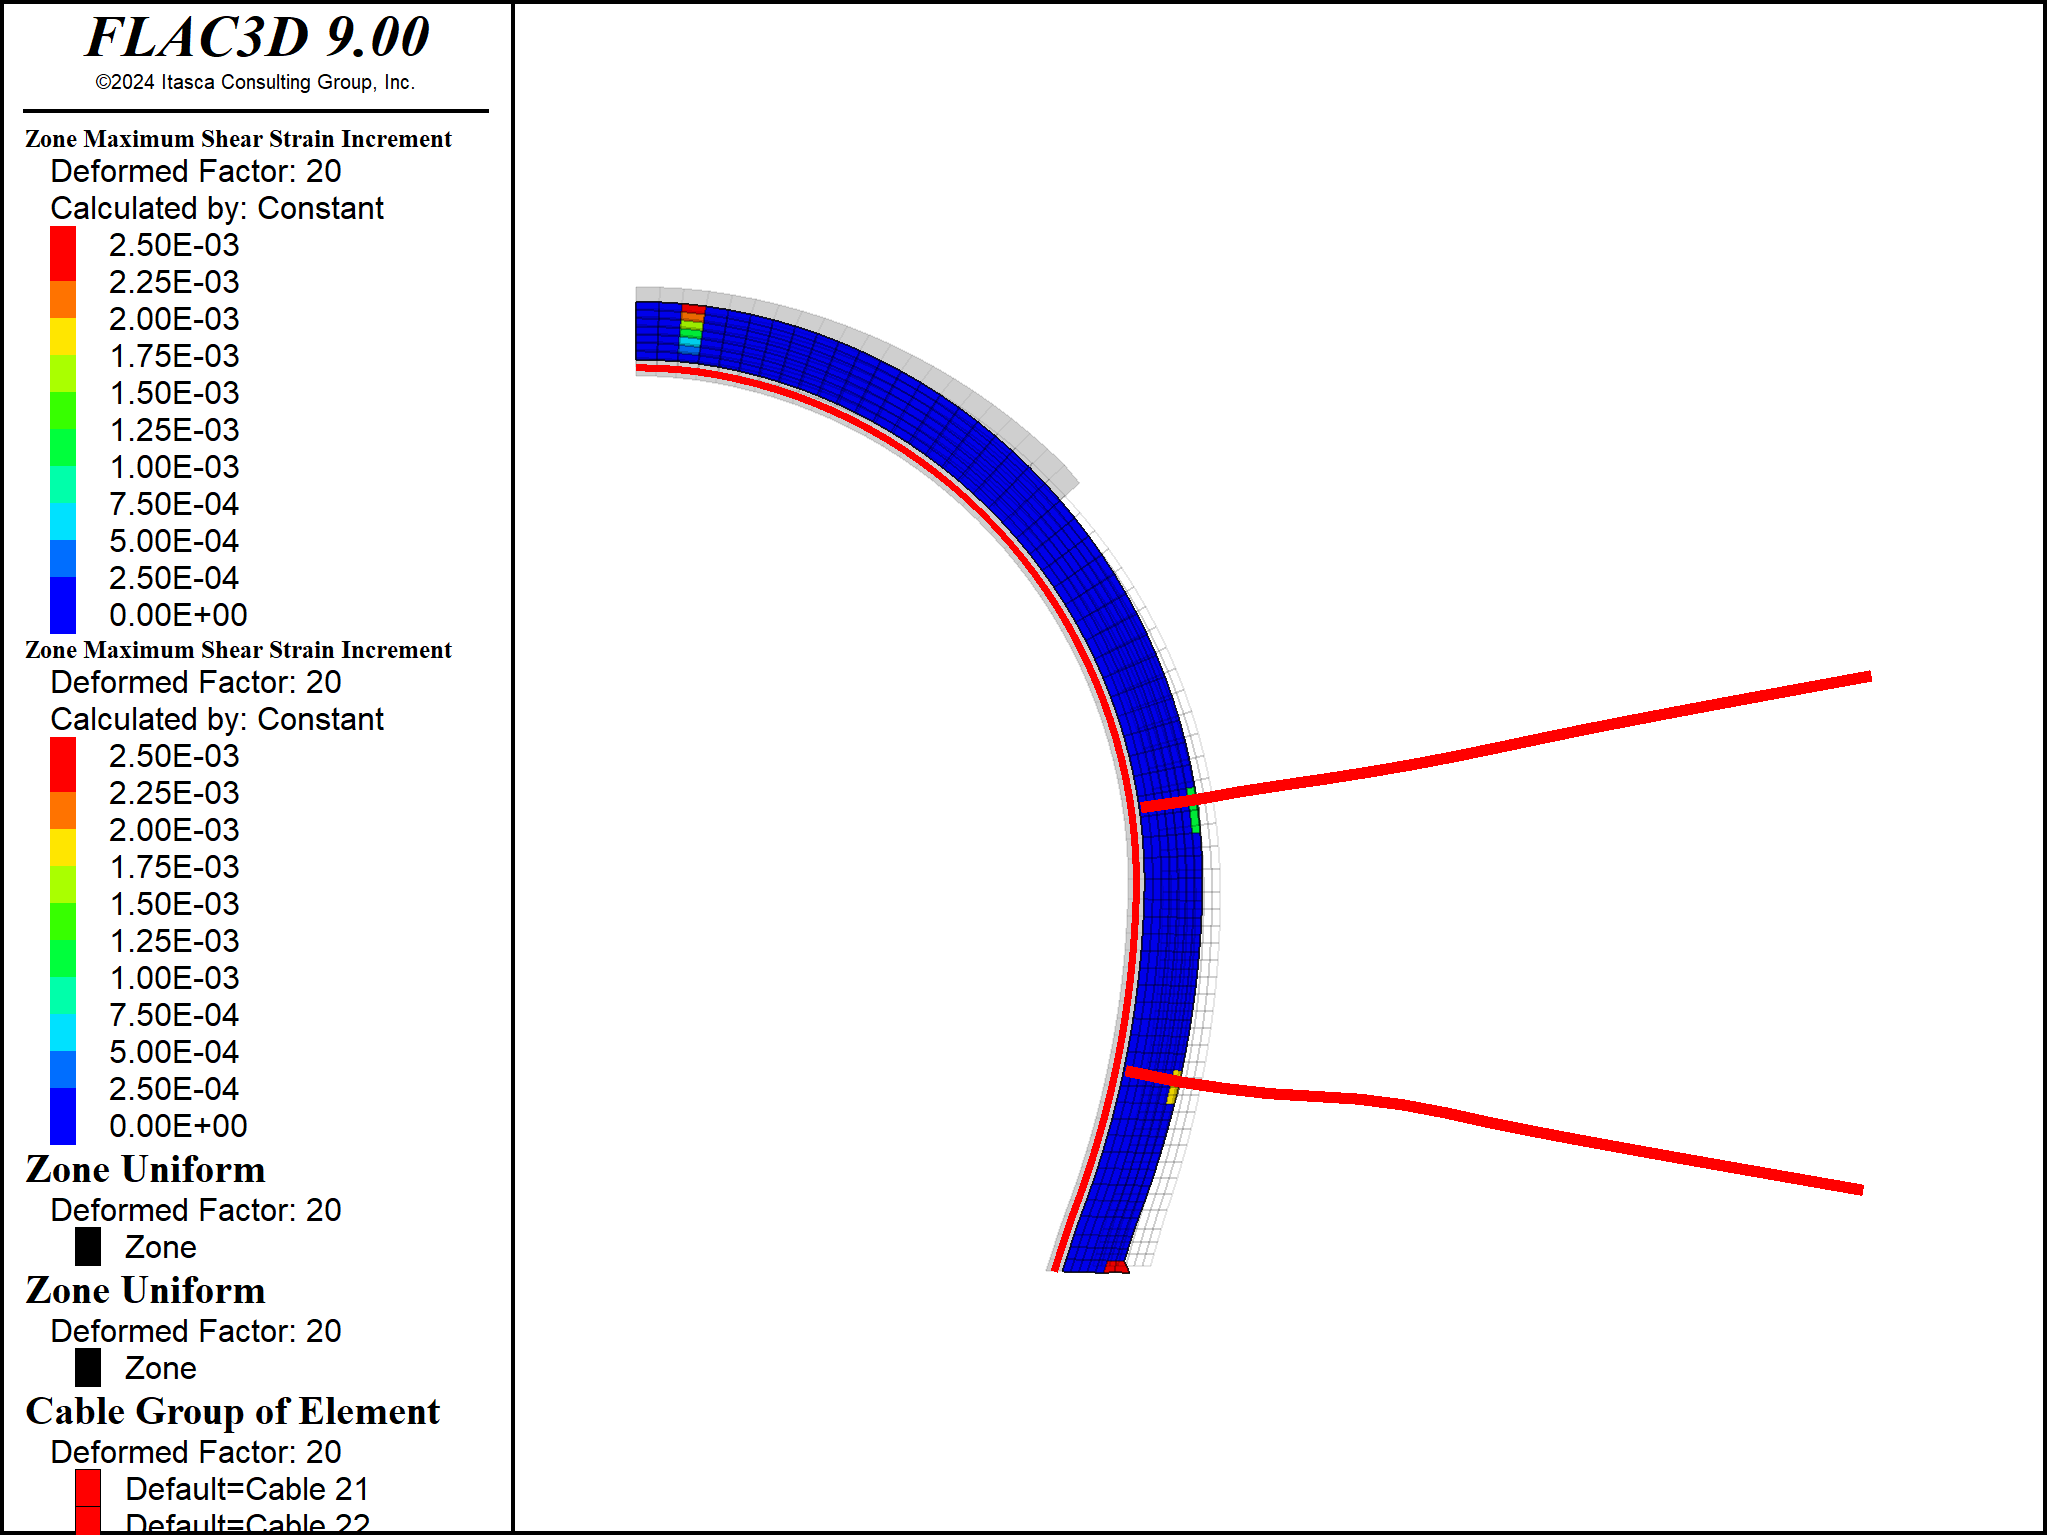 FLAC3D 9.00
©2024 Itasca Consulting Group, Inc.
Zone Maximum Shear Strain Increment
Deformed Factor: 20
Calculated by: Constant
2.50E-03
2.25E-03
2.00E-03
1.75E-03
1.50E-03
1.25E-03
1.00E-03
7.50E-04
5.00E-04
2.50E-04
0.00E+00
Zone Maximum Shear Strain Increment
Deformed Factor: 20
Calculated by: Constant
2.50E-03
2.25E-03
2.00E-03
1.75E-03
1.50E-03
1.25E-03
1.00E-03
7.50E-04
5.00E-04
2.50E-04
0.00E+00
Zone Uniform
Deformed Factor: 20
Zone
Zone Uniform
Deformed Factor: 20
Zone
Cable Group of Element
Deformed Factor: 20
Default=Cable 21
Default=Cable 22